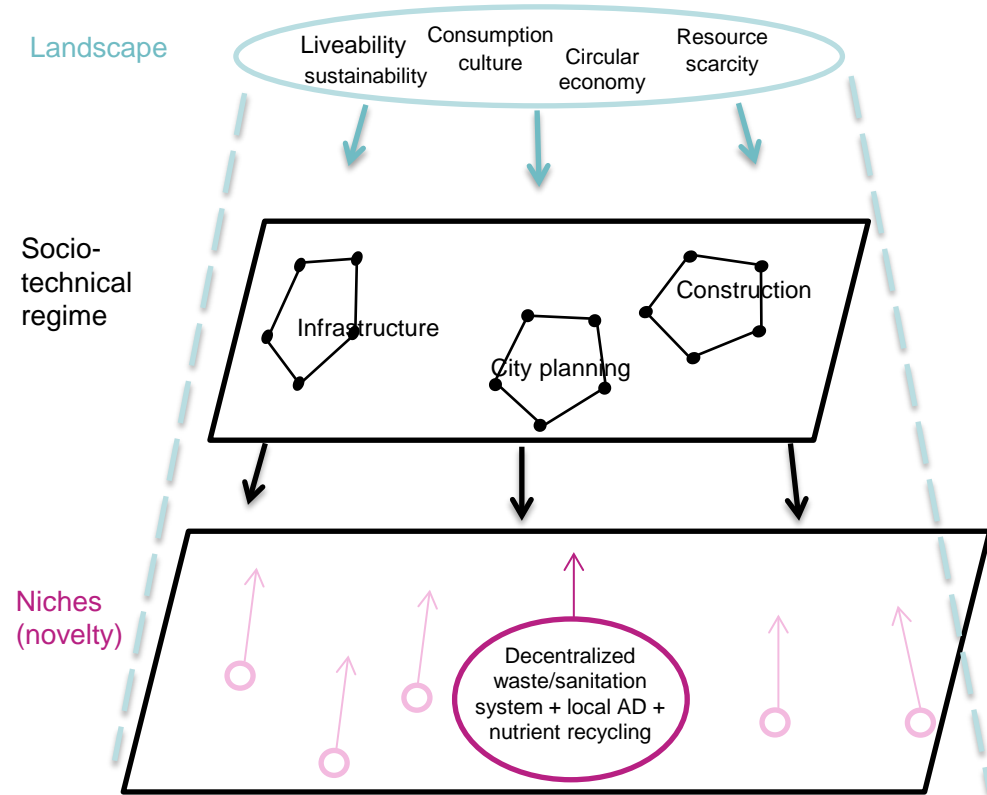 Landscape
Liveability
sustainability
Consumption
culture
Circular
economy
Resource
scarcity
Socio-
technical
regime
Infrastructure
City planning
Construction
Niches
(novelty)
Decentralized
waste/sanitation
system + local AD +
nutrient recycling